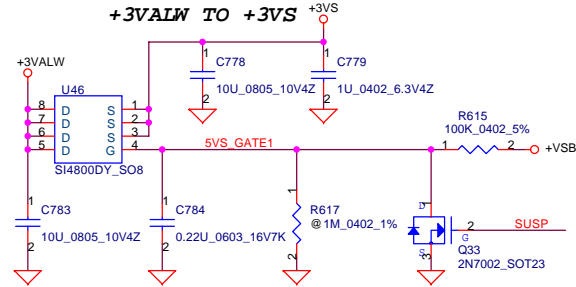 +3VALW TO +3VS
+3VS
+3VALW
C778
10U_0805_10V4Z
C779
1U_0402_6.3V4Z
1
2
1
2
U46
8 D S 1
7 D S 2
6 D S 3
5 D G 4
SI4800DY_SO8
5VS_GATE1
R615
100K_0402_5%
1 2
+VSB
1
2
C783
10U_0805_10V4Z
1
2
C784
0.22U_0603_16V7K
1
2
R617
@1M_0402_1%
D
1
G
2
S
3
SUSP
Q33
2N7002_SOT23